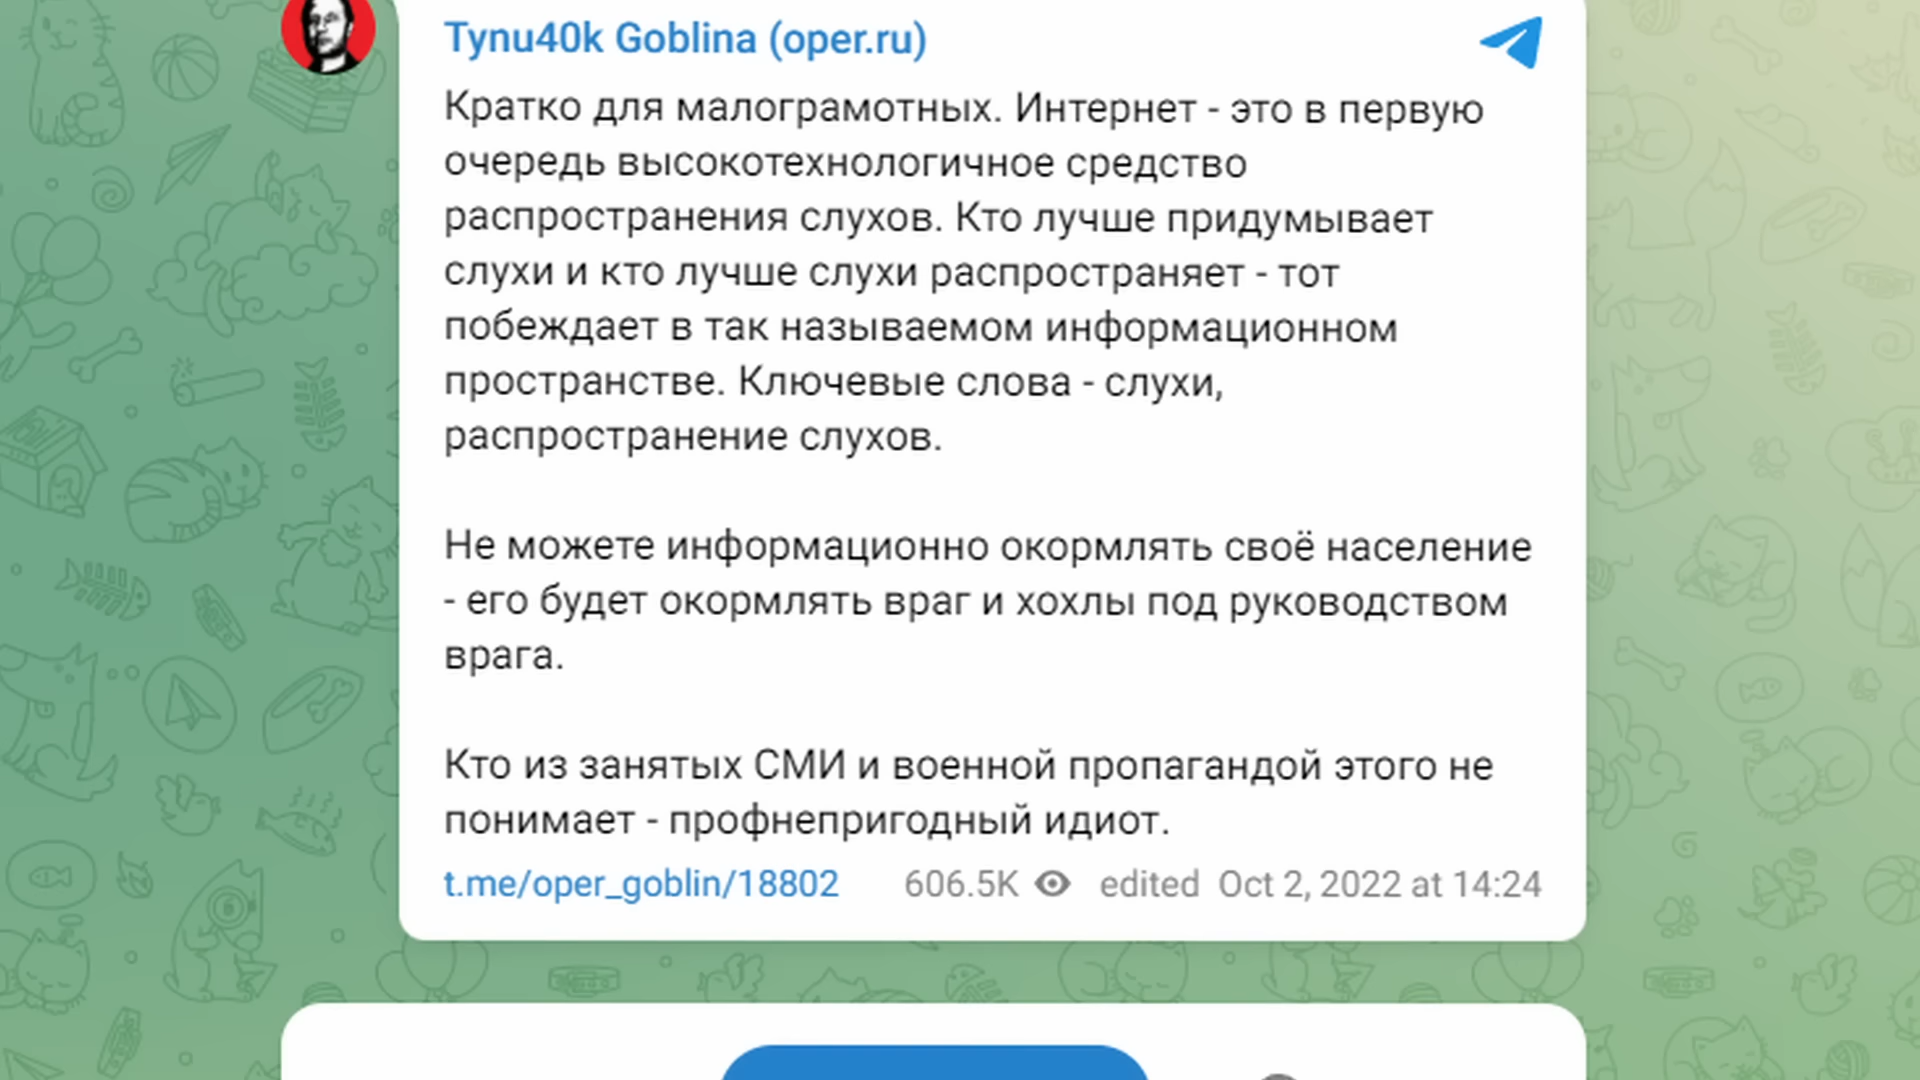 Tynu40k Goblina (oper.ru)
Кратко для малограмотных. Интернет - это в первую
очередь высокотехнологичное средство
распространения слухов. Кто лучше придумывает
слухи и кто лучше слухи распространяет - тот
побеждает в так называемом информационном
пространстве. Ключевые слова - слухи,
распространение слухов.
Не можете информационно окормлять своё население
- его будет окормлять враг и хохлы под руководством
врага.
Кто из занятых СМИ и военной пропагандой этого не
понимает - профнепригодный идиот.
t.me/oper_goblin/18802 606.5K edited Oct 2, 2022 at 14:24